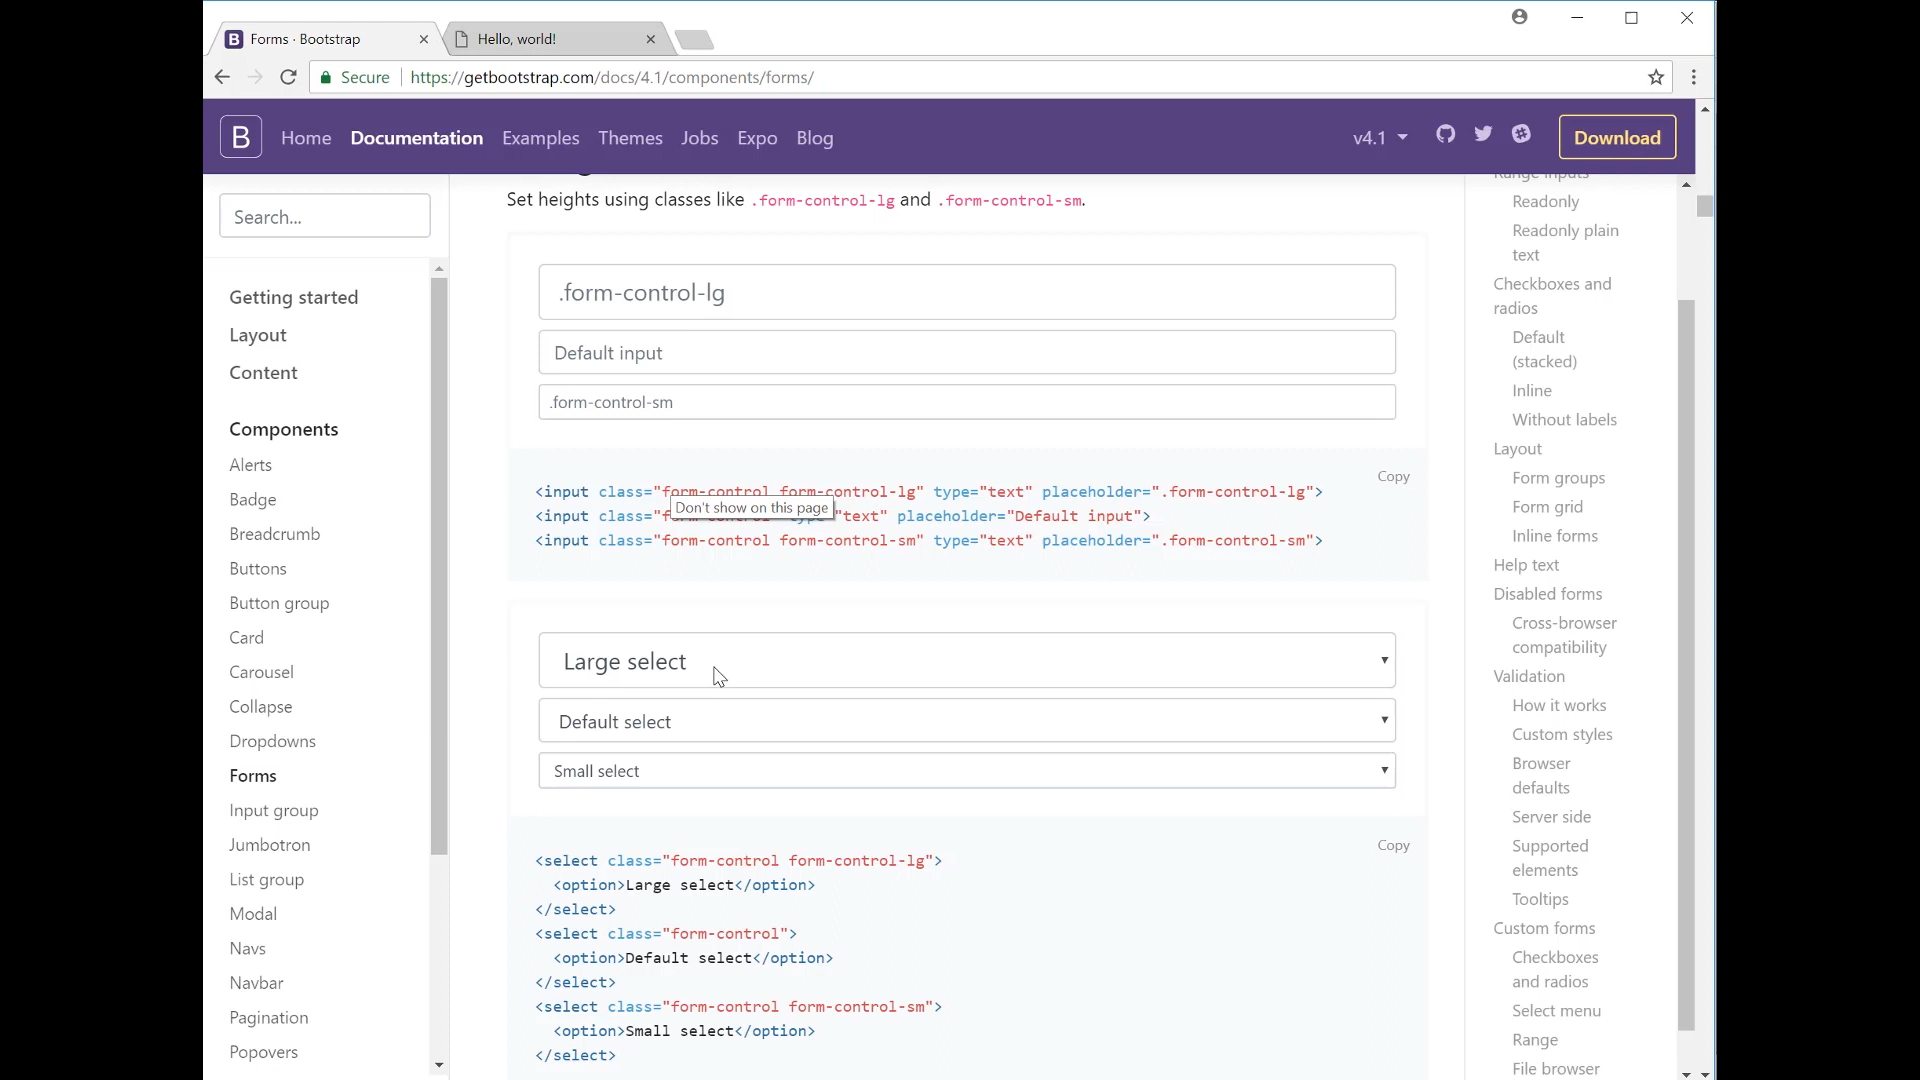 Forms · Bootstrap
Hello, world!
Secure
https://getbootstrap.com/docs/4.1/components/forms/
B Home Documentation Examples Themes Jobs Expo Blog
v4.1
Download
Search...
Getting started
Layout
Content
Components
Alerts
Badge
Breadcrumb
Buttons
Button group
Card
Carousel
Collapse
Dropdowns
Forms
Input group
Jumbotron
List group
Modal
Navs
Navbar
Pagination
Popovers
Set heights using classes like .form-control-lg and .form-control-sm.
.form-control-lg
Default input
.form-control-sm
Copy
<input class="form-control form-control-lg" type="text" placeholder=".form-control-lg">
Don't show on this page
<input class="form-control" type="text" placeholder="Default input">
<input class="form-control form-control-sm" type="text" placeholder=".form-control-sm">
Large select
Default select
Small select
Copy
<select class="form-control form-control-lg">
<option>Large select</option>
</select>
<select class="form-control">
<option>Default select</option>
</select>
<select class="form-control form-control-sm">
<option>Small select</option>
</select>
Range inputs
Readonly
Readonly plain
text
Checkboxes and
radios
Default
(stacked)
Inline
Without labels
Layout
Form groups
Form grid
Inline forms
Help text
Disabled forms
Cross-browser
compatibility
Validation
How it works
Custom styles
Browser
defaults
Server side
Supported
elements
Tooltips
Custom forms
Checkboxes
and radios
Select menu
Range
File browser